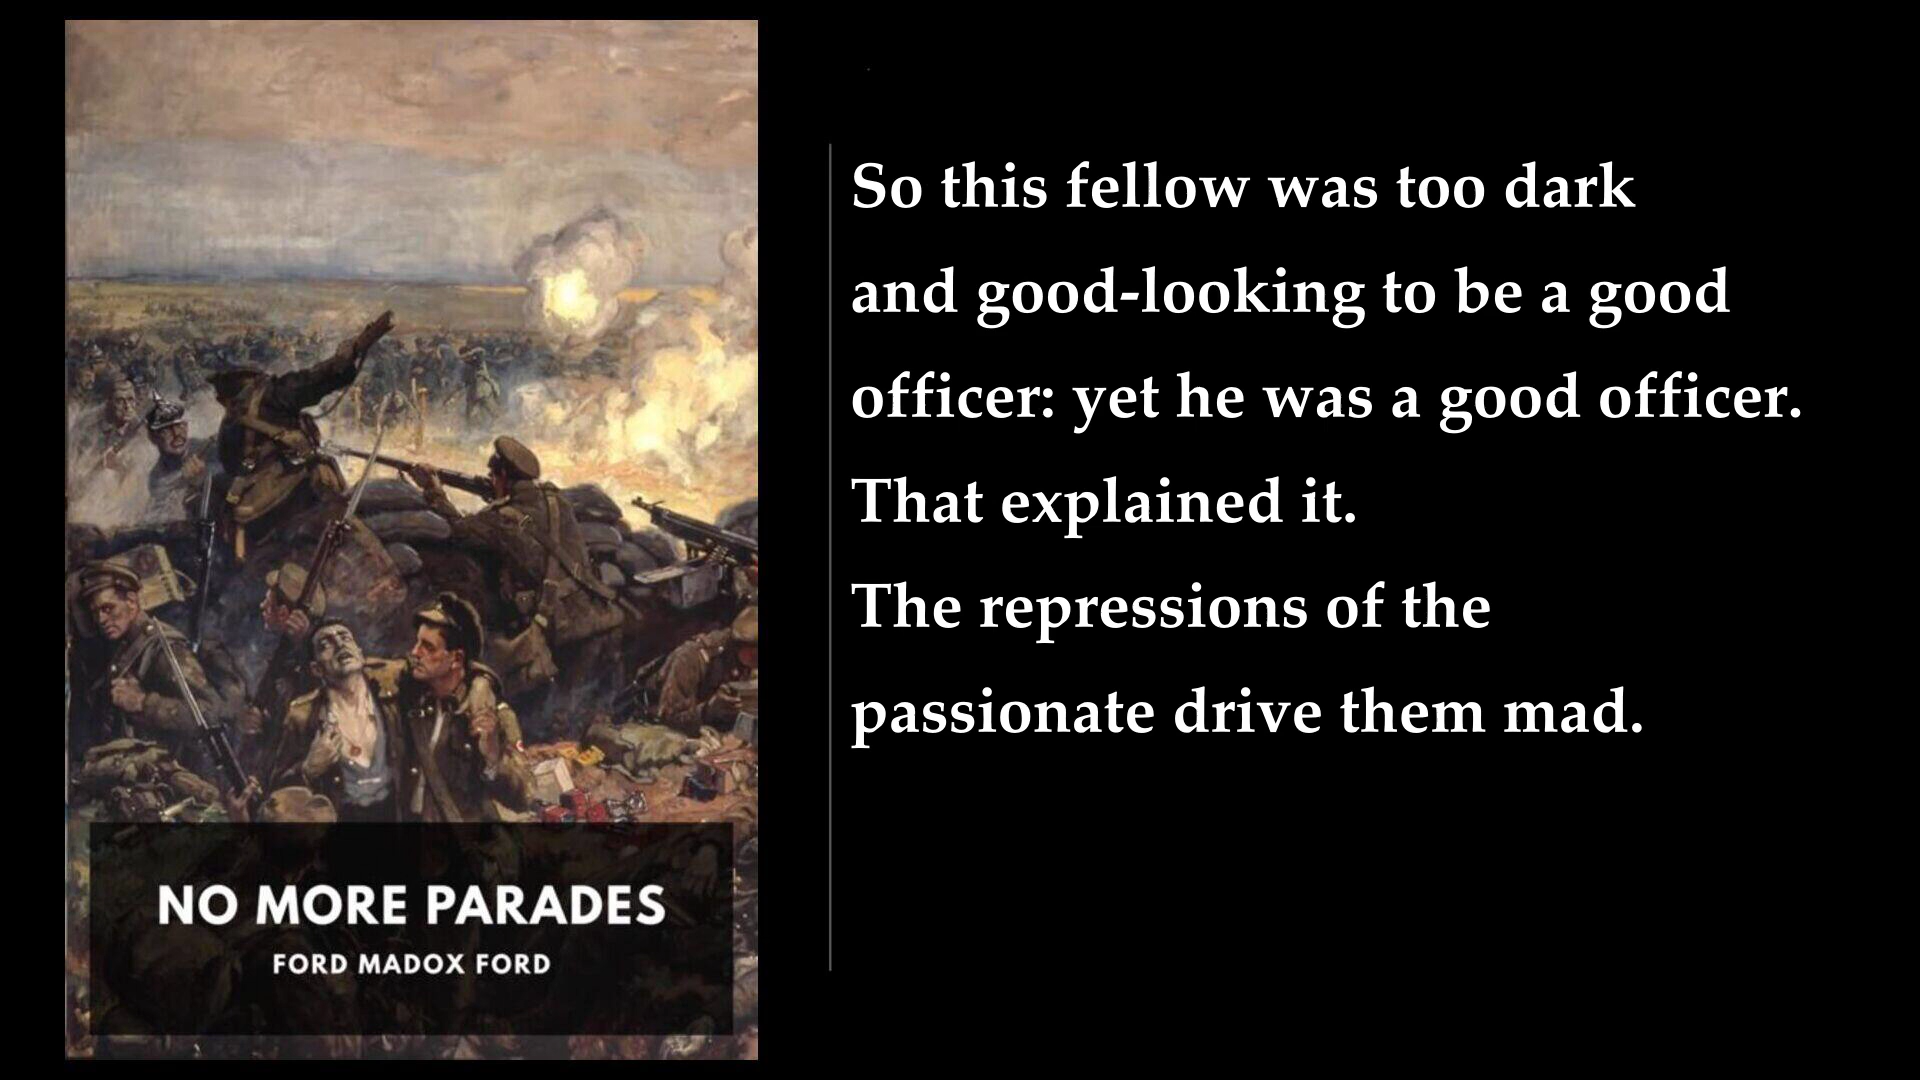 So this fellow was too dark
and good-looking to be a good
officer: yet he was a good officer.
That explained it.
The repressions of the
passionate drive them mad.
NO MORE PARADES
FORD MADOX FORD